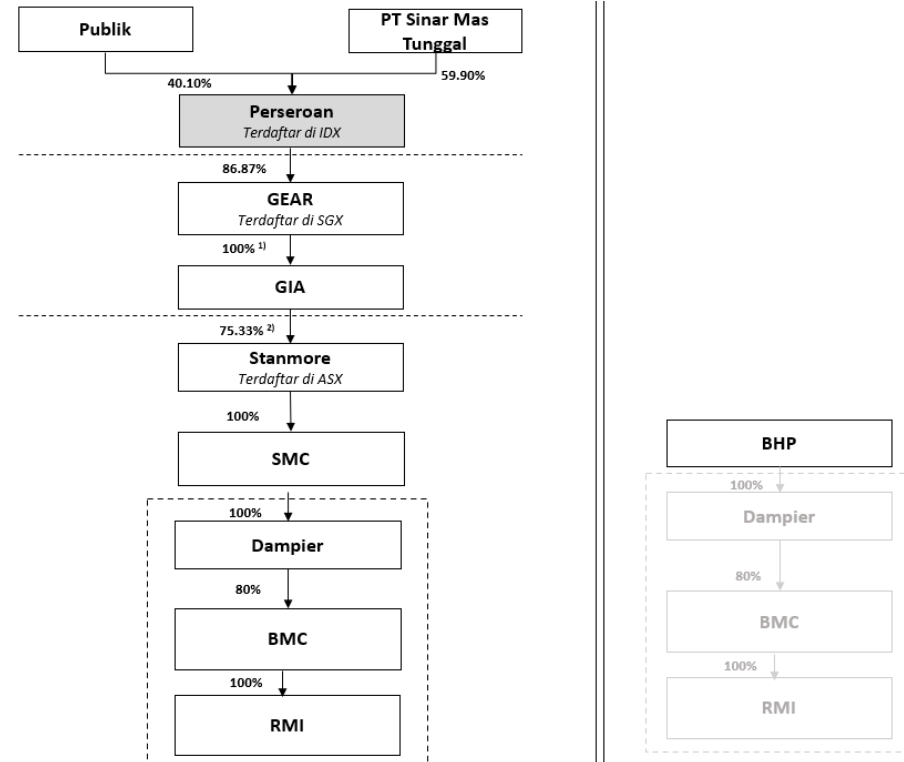 Publik
PT Sinar Mas
Tunggal
40.10%
59.90%
Perseroan
Terdaftar di IDX
86.87%
GEAR
Terdaftar di SGX
100% 1)
GIA
75.33% 2)
Stanmore
Terdaftar di ASX
100%
SMC
100%
Dampier
80%
BMC
100%
RMI
BHP
100%
Dampier
80%
BMC
100%
RMI